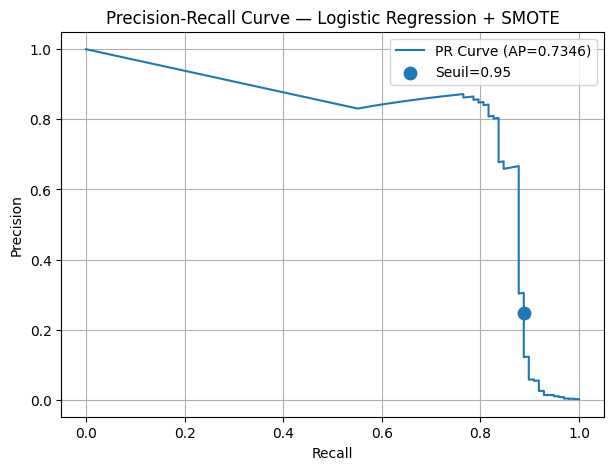 Precision-Recall Curve — Logistic Regression + SMOTE
PR Curve (AP=0.7346)
Seuil=0.95
Precision
1.0
0.8
0.6
0.4
0.2
0.0
0.0 0.2 0.4 0.6 0.8 1.0
Recall